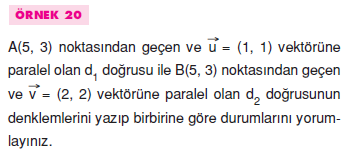 ÖRNEK 20
A(5, 3) noktasından geçen ve u⃗ = (1, 1) vektörüne
paralel olan d₁ doğrusu ile B(5, 3) noktasından geçen
ve v⃗ = (2, 2) vektörüne paralel olan d₂ doğrusunun
denklemlerini yazıp birbirine göre durumlarını yorum-
layınız.